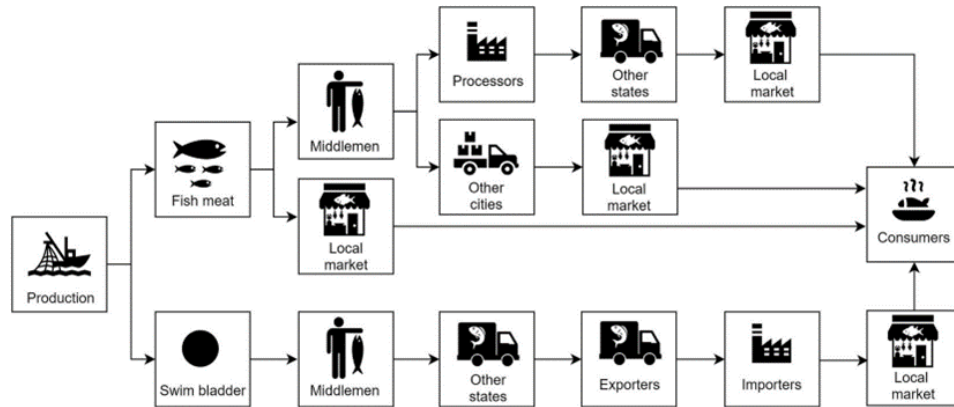 Processors
Other
states
Local
market
Middlemen
Fish meat
Other
cities
Local
market
Local
market
Consumers
Production
Swim bladder
Middlemen
Other
states
Exporters
Importers
Local
market